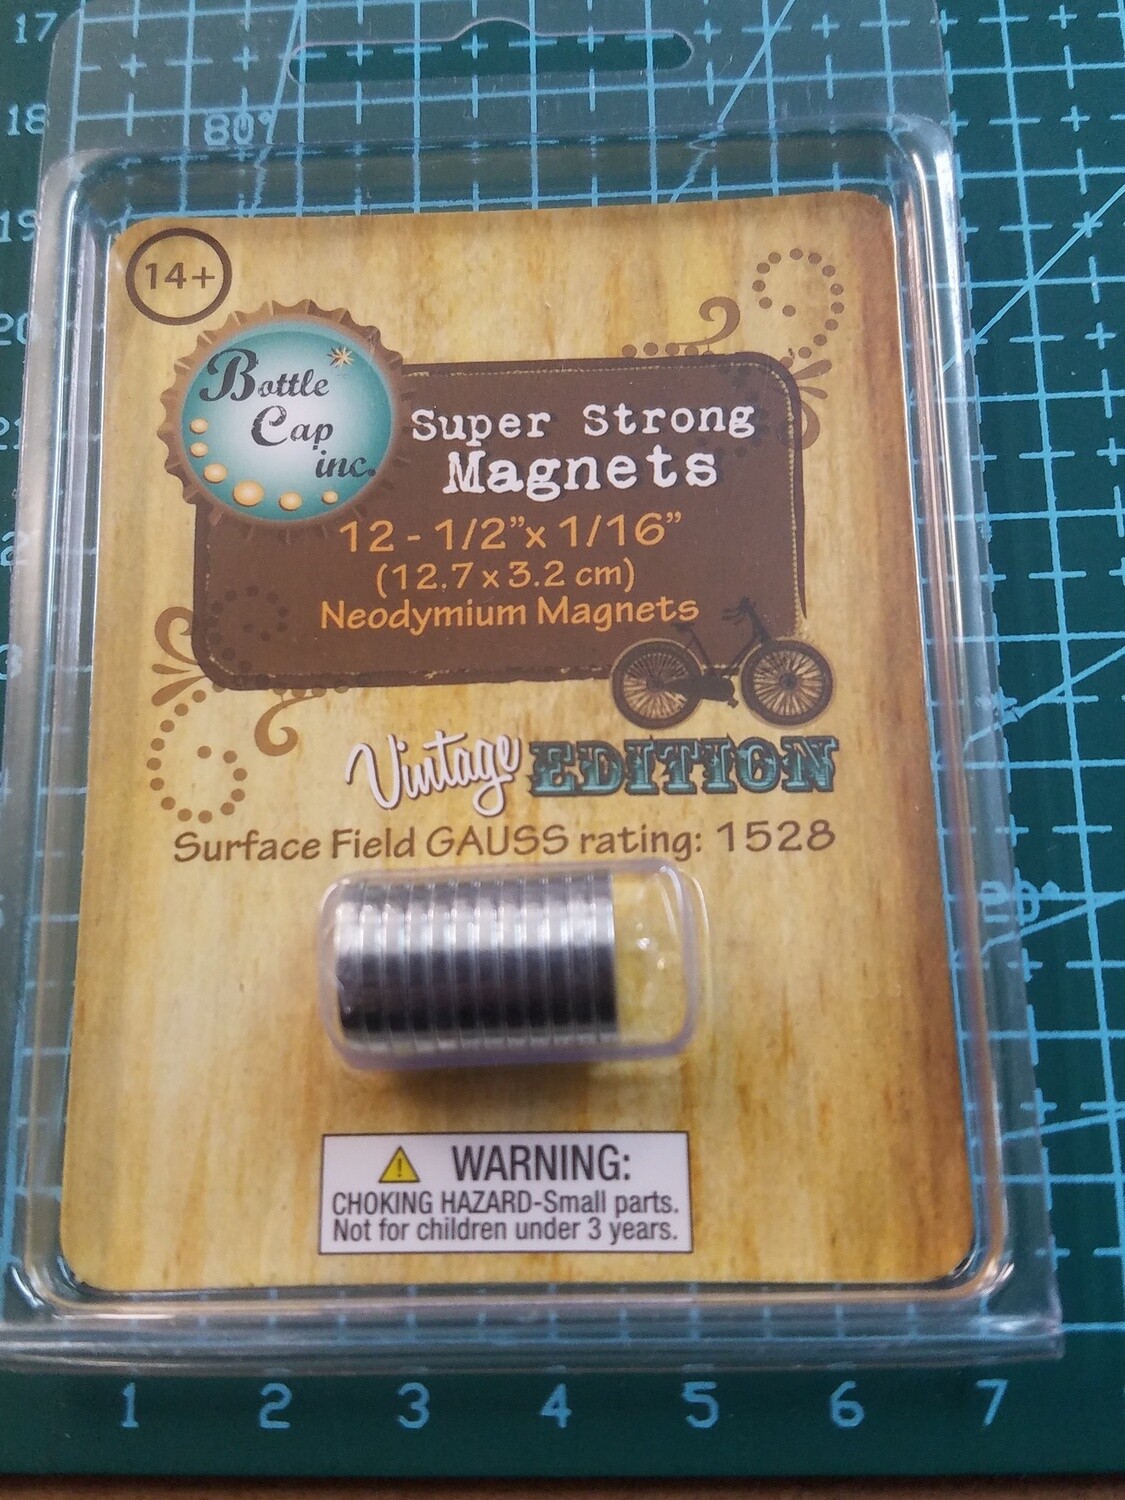 17
18
80°
19
20
14+
Bottle
Cap
inc.
Super Strong
Magnets
12 - 1/2”x 1/16”
(12.7 x 3.2 cm)
Neodymium Magnets
Vintage EDITION
Surface Field GAUSS rating: 1528
20°
WARNING:
CHOKING HAZARD-Small parts.
Not for children under 3 years.
1 2 3 4 5 6 7